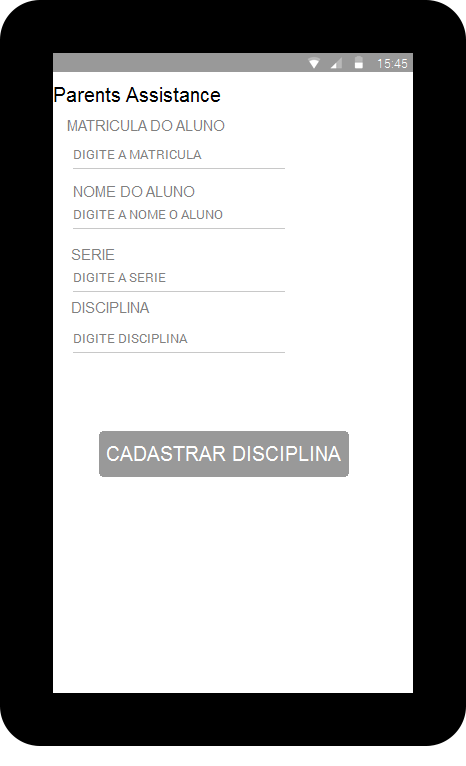 15:45
Parents Assistance
MATRICULA DO ALUNO
DIGITE A MATRICULA
NOME DO ALUNO
DIGITE A NOME O ALUNO
SERIE
DIGITE A SERIE
DISCIPLINA
DIGITE DISCIPLINA
CADASTRAR DISCIPLINA